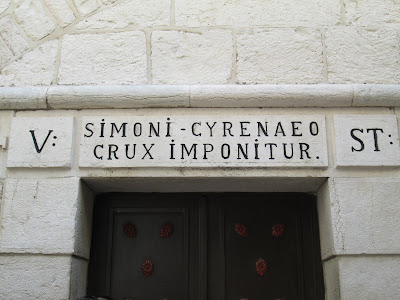 V: SIMONI - CYRENAEO ST:
CRUX IMPONITUR.